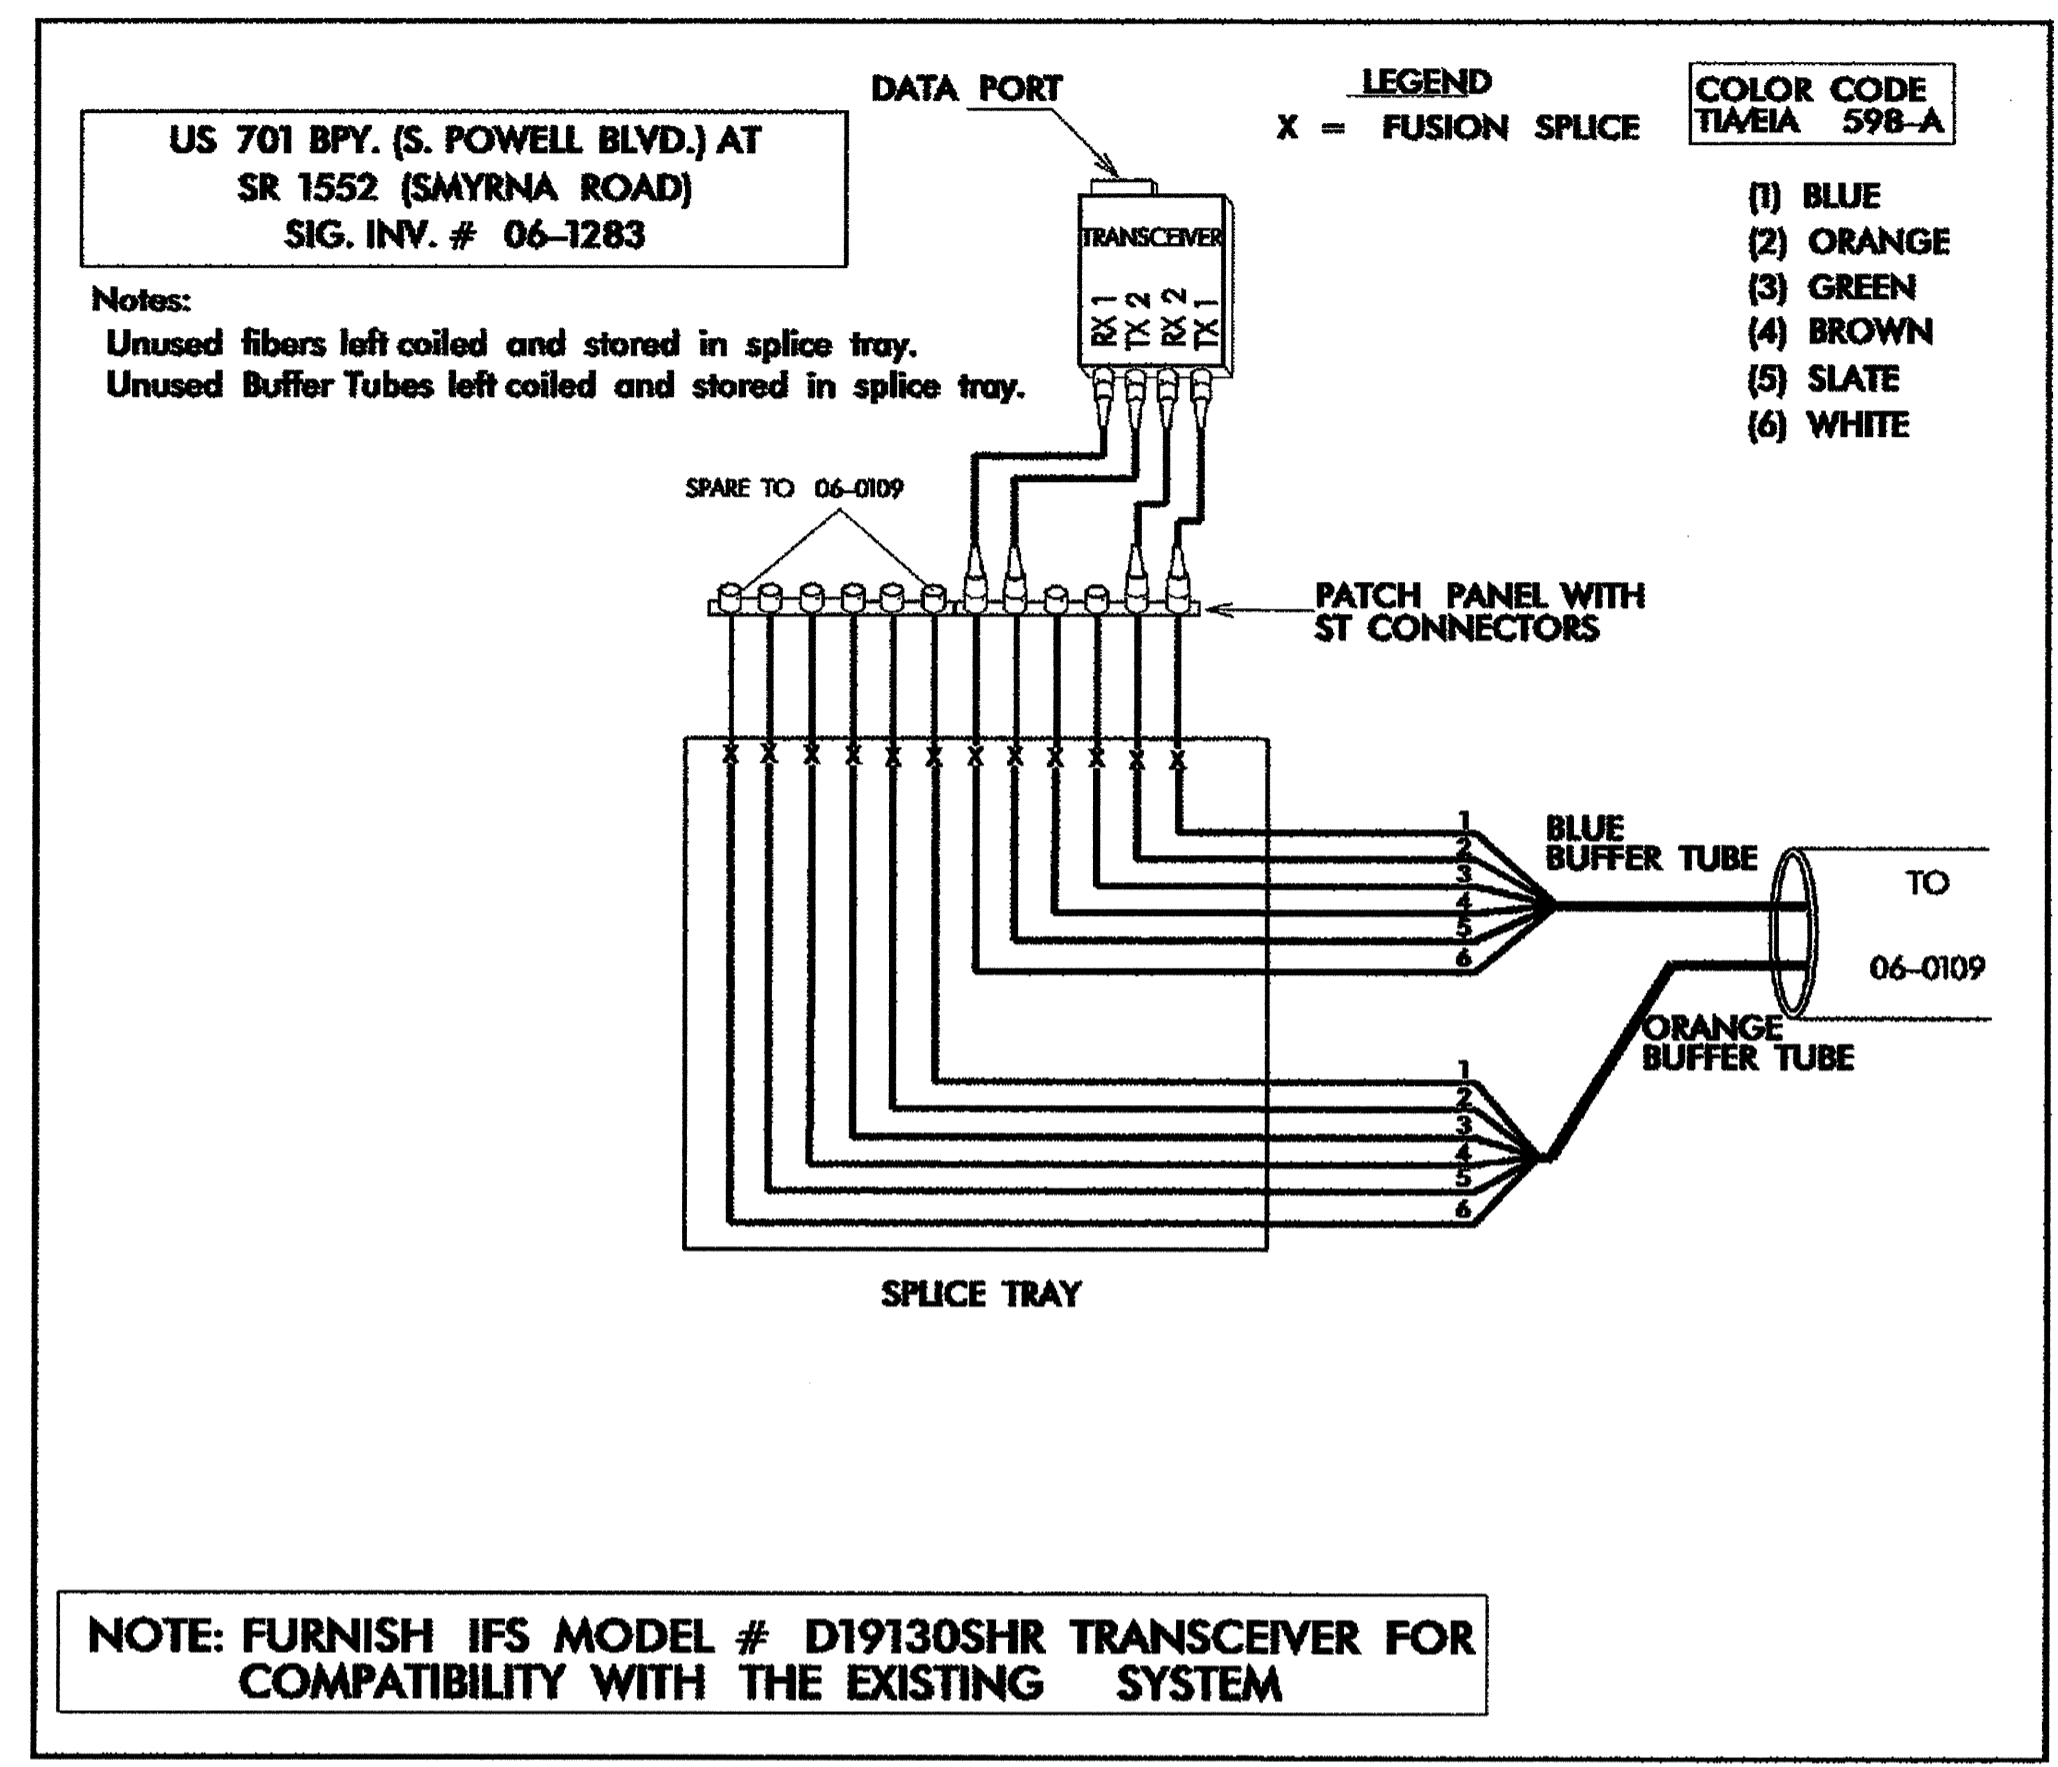 US 701 BPY. (S. POWELL BLVD.) AT
SR 1552 (SMYRNA ROAD)
SIG. INV. # 06-1283
Notes:
Unused fibers left coiled and stored in splice tray.
Unused Buffer Tubes left coiled and stored in splice tray.
DATA PORT
LEGEND
X = FUSION SPLICE
COLOR CODE
TIA/EIA 598-A
(1) BLUE
(2) ORANGE
(3) GREEN
(4) BROWN
(5) SLATE
(6) WHITE
TRANSCEIVER
RX 1
TX 2
RX 2
TX 1
SPARE TO 06-0109
PATCH PANEL WITH
ST CONNECTORS
X X X X X X X X X X X X
1
2
3
4
5
6
BLUE
BUFFER TUBE
TO
06-0109
ORANGE
BUFFER TUBE
1
2
3
4
5
6
SPLICE TRAY
NOTE: FURNISH IFS MODEL # D19130SHR TRANSCEIVER FOR
COMPATIBILITY WITH THE EXISTING SYSTEM